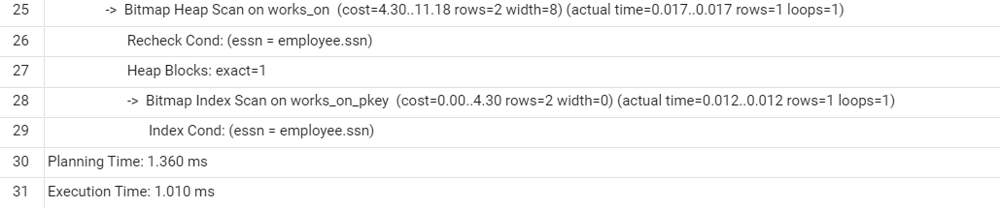 25 -> Bitmap Heap Scan on works_on (cost=4.30..11.18 rows=2 width=8) (actual time=0.017..0.017 rows=1 loops=1)
26 Recheck Cond: (essn = employee.ssn)
27 Heap Blocks: exact=1
28 -> Bitmap Index Scan on works_on_pkey (cost=0.00..4.30 rows=2 width=0) (actual time=0.012..0.012 rows=1 loops=1)
29 Index Cond: (essn = employee.ssn)
30 Planning Time: 1.360 ms
31 Execution Time: 1.010 ms